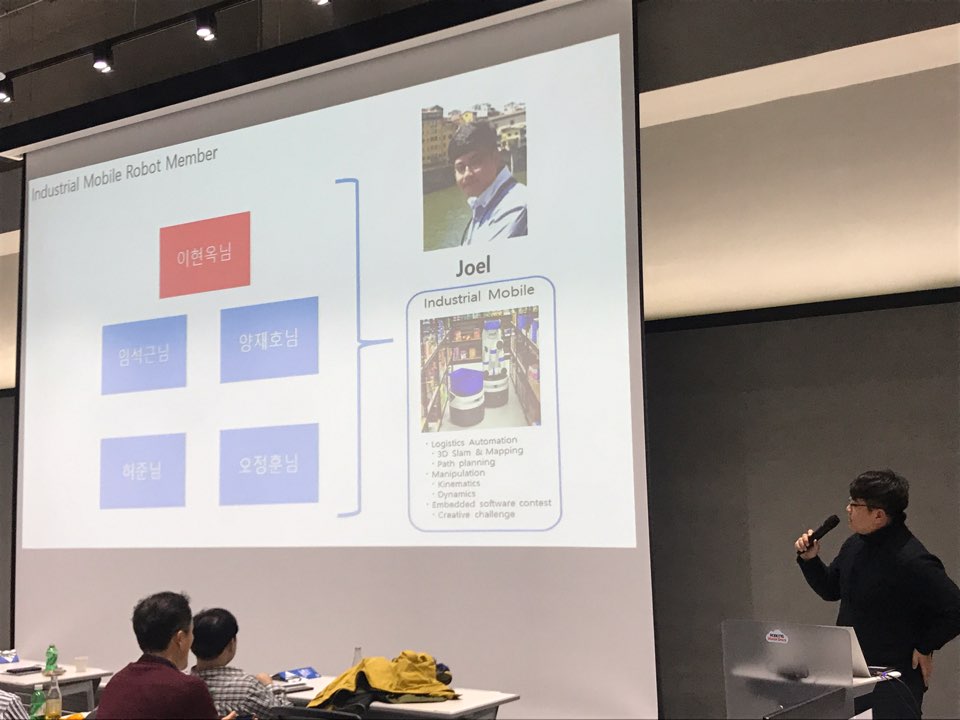 Industrial Mobile Robot Member
이현옥님
임석근님
양재호님
허준님
오정훈님
Joel
Industrial Mobile
· Logistics Automation
· 3D Slam & Mapping
· Path planning
· Manipulation
· Kinematics
· Dynamics
· Embedded software contest
· Creative challenge